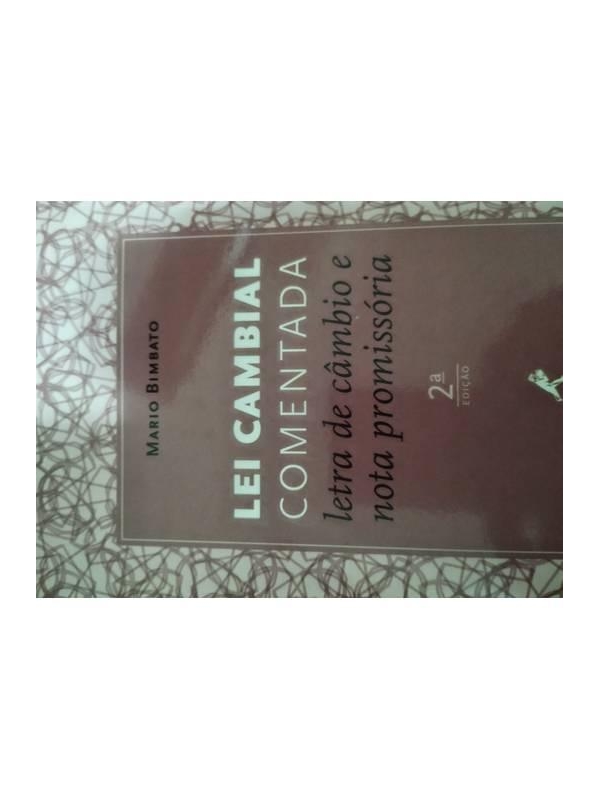 MARIO BIMBATO
LEI CAMBIAL
COMENTADA
letra de câmbio e
nota promissória
2ª
EDIÇÃO